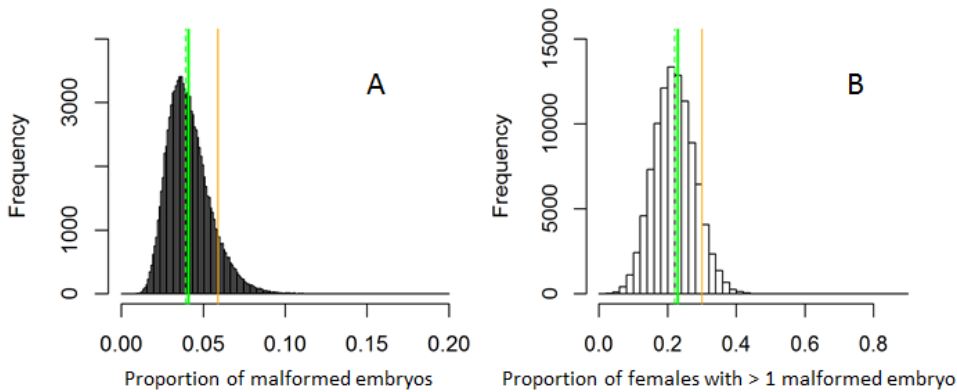 A
B
Frequency
0
1000
3000
0.00
0.05
0.10
0.15
0.20
Proportion of malformed embryos
Frequency
0
5000
10000
15000
0.0
0.2
0.4
0.6
0.8
Proportion of females with > 1 malformed embryo